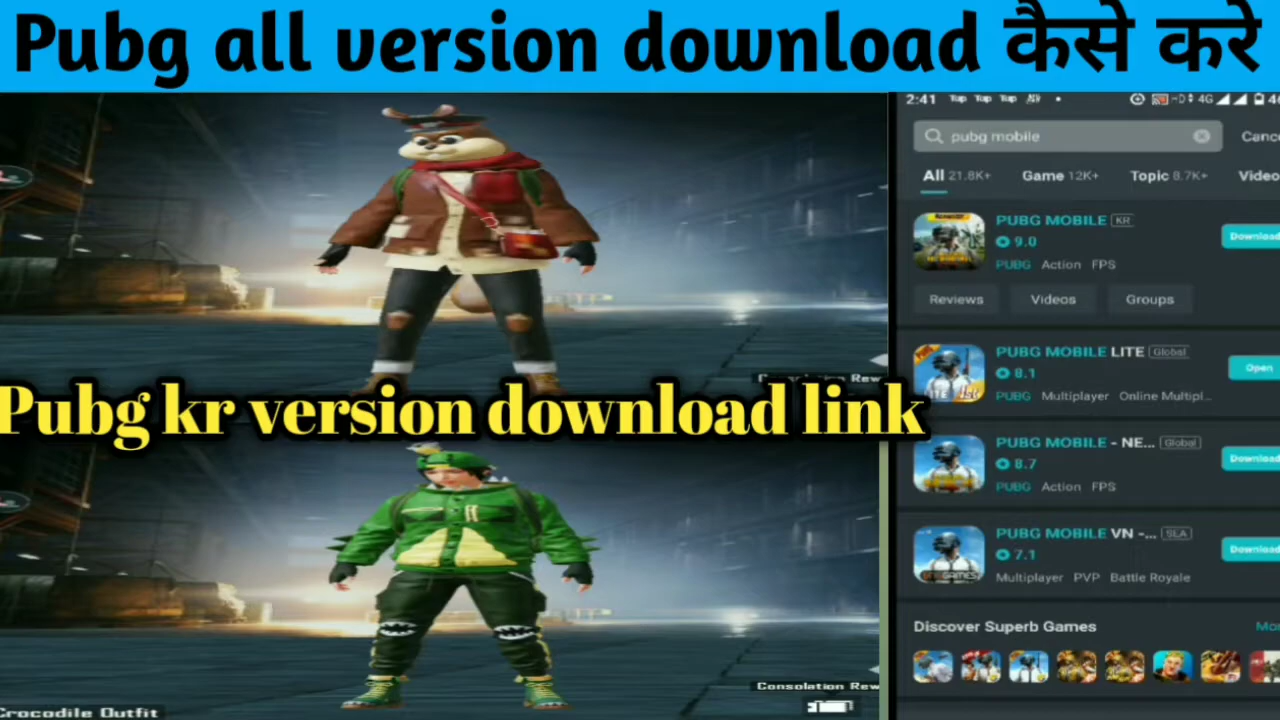 Pubg all version download कैसे करे
2:41
4G
pubg mobile
All 21.8K+ Game 12K+ Topic 8.7K+ Video
PUBG MOBILE KR
9.0
Download
PUBG Action FPS
Reviews Videos Groups
PUBG MOBILE LITE Global
8.1
Open
PUBG Multiplayer Online Multipl...
Pubg kr version download link
PUBG MOBILE - NE... Global
8.7
Download
PUBG Action FPS
PUBG MOBILE VN -... SEA
7.1
Download
Multiplayer PVP Battle Royale
Discover Superb Games
Consolation Rew
Crocodile Outfit